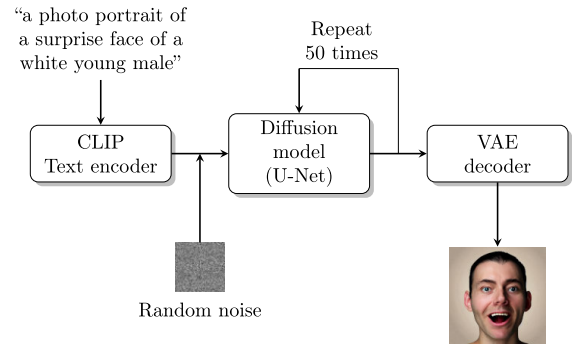 “a photo portrait of
a surprise face of a
white young male”
Repeat
50 times
CLIP
Text encoder
Diffusion
model
(U-Net)
VAE
decoder
Random noise